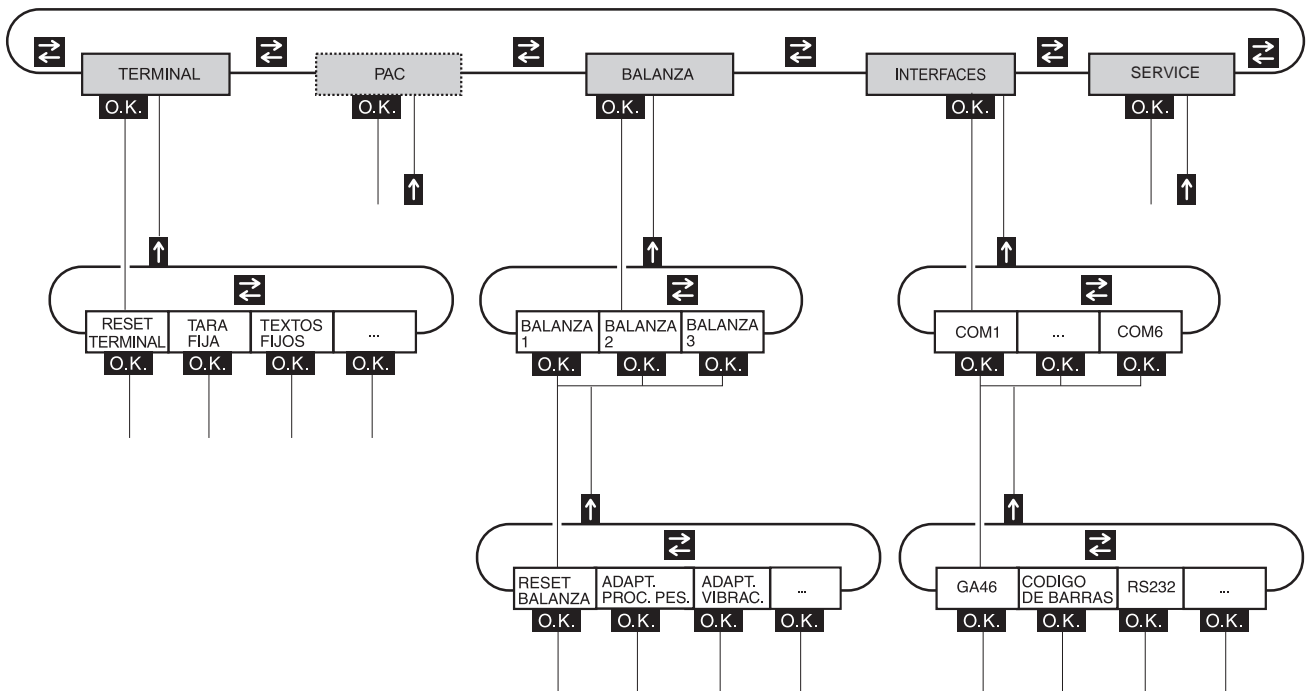 TERMINAL
PAC
BALANZA
INTERFACES
SERVICE
O.K.
O.K.
O.K.
O.K.
O.K.
RESET
TERMINAL
TARA
FIJA
TEXTOS
FIJOS
...
BALANZA
1
BALANZA
2
BALANZA
3
COM1
...
COM6
O.K.
O.K.
O.K.
O.K.
O.K.
O.K.
O.K.
O.K.
O.K.
O.K.
RESET
BALANZA
ADAPT.
PROC. PES.
ADAPT.
VIBRAC.
...
GA46
CODIGO
DE BARRAS
RS232
...
O.K.
O.K.
O.K.
O.K.
O.K.
O.K.
O.K.
O.K.